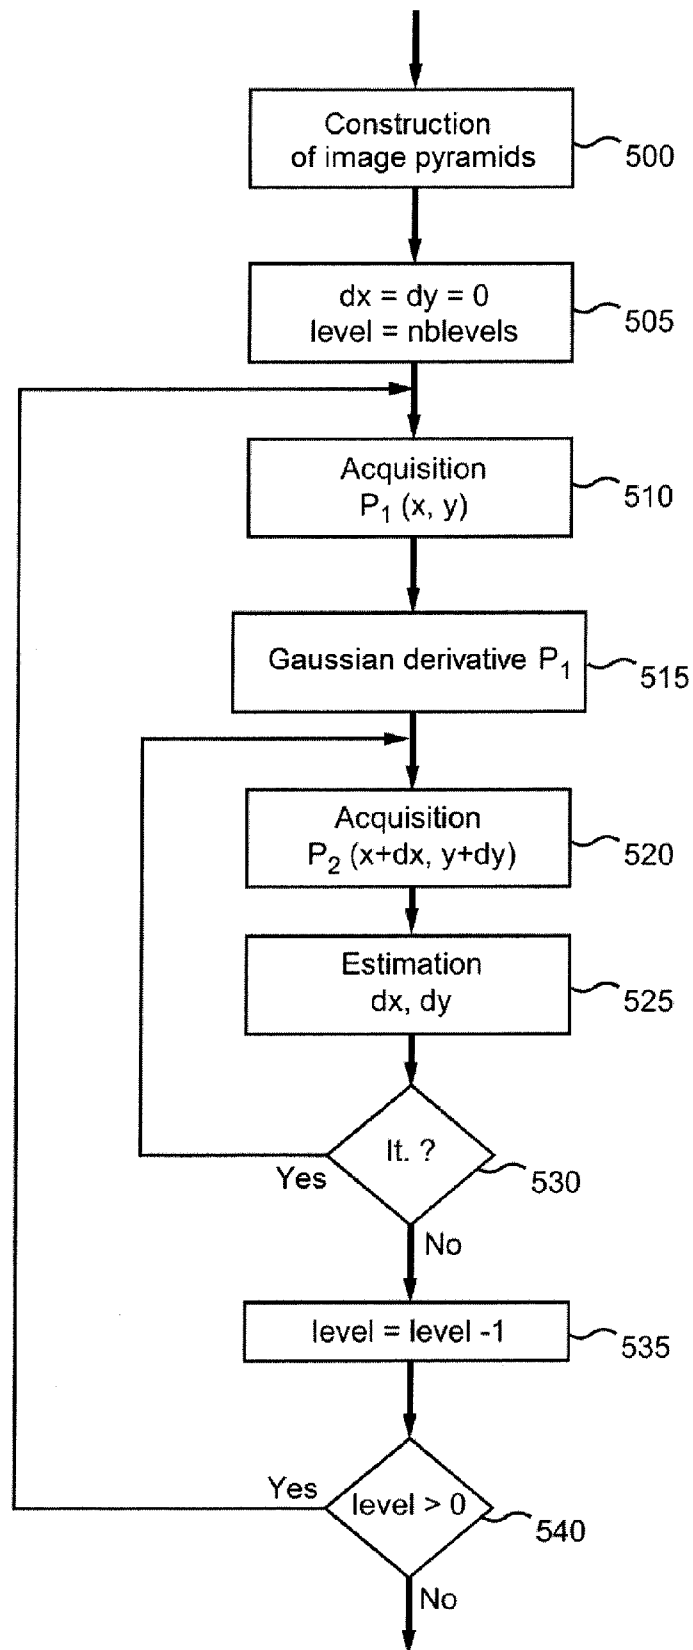 Construction
of image pyramids
500
dx = dy = 0
level = nblevels
505
Acquisition
P₁ (x, y)
510
Gaussian derivative P₁
515
Acquisition
P₂ (x+dx, y+dy)
520
Estimation
dx, dy
525
It. ?
Yes
530
No
level = level -1
535
Yes
level > 0
540
No